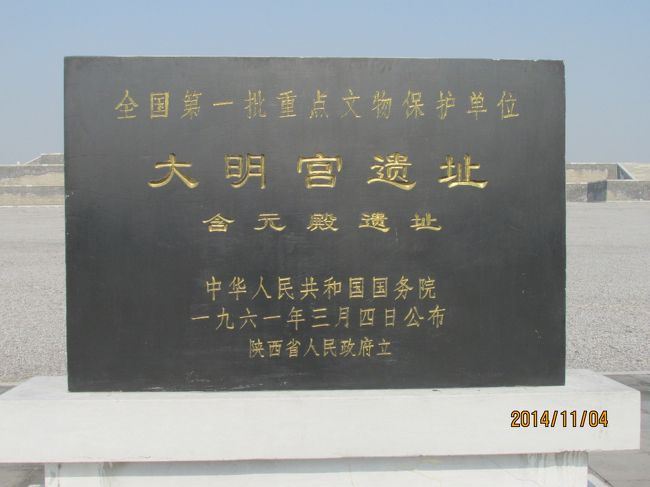 全国第一批重点文物保护单位
大明宫遗址
含元殿遗址
中华人民共和国国务院
一九六一年三月四日公布
陕西省人民政府立
2014/11/04